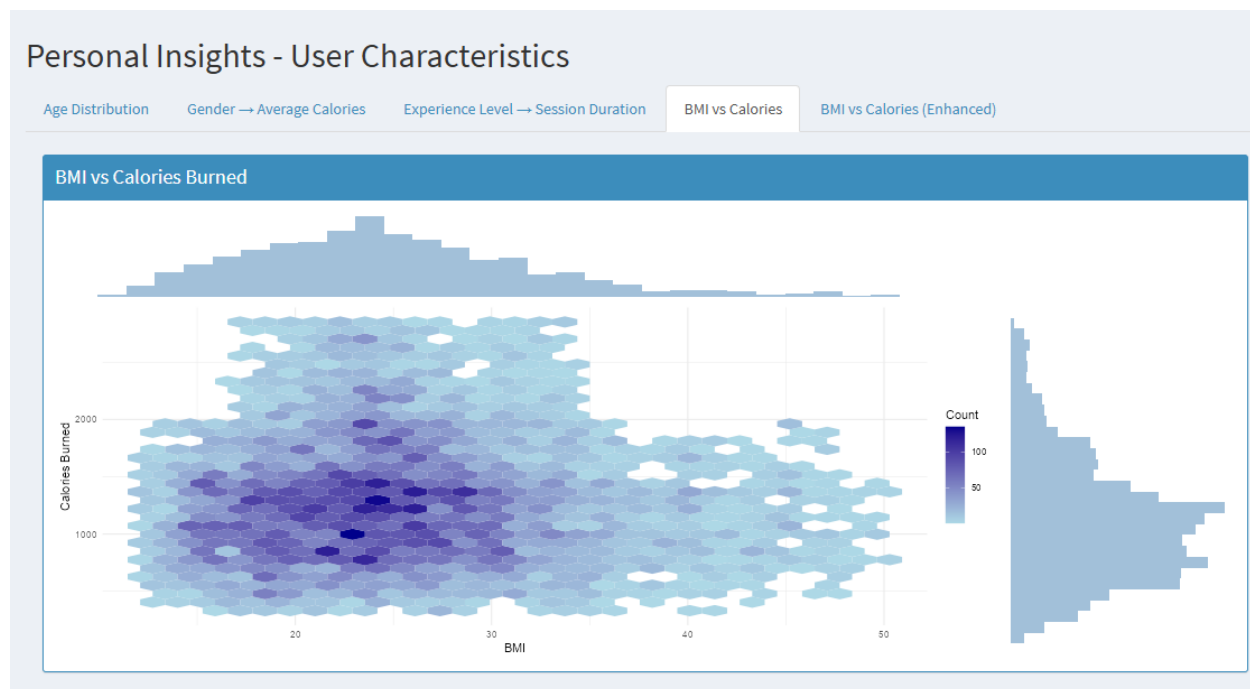 Personal Insights - User Characteristics
Age Distribution
Gender → Average Calories
Experience Level → Session Duration
BMI vs Calories
BMI vs Calories (Enhanced)
BMI vs Calories Burned
Calories Burned
2000
1000
20
30
40
50
BMI
Count
100
50